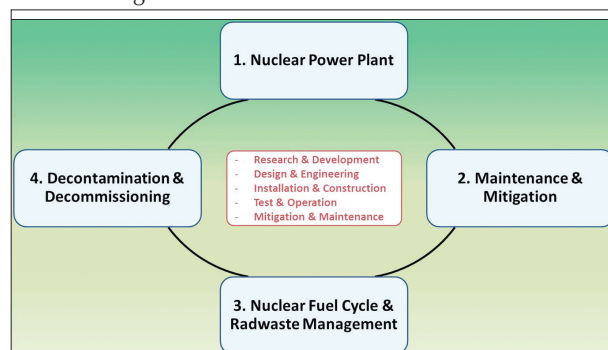 1. Nuclear Power Plant
4. Decontamination &
Decommissioning
- Research & Development
- Design & Engineering
- Installation & Construction
- Test & Operation
- Mitigation & Maintenance
2. Maintenance &
Mitigation
3. Nuclear Fuel Cycle &
Radwaste Management